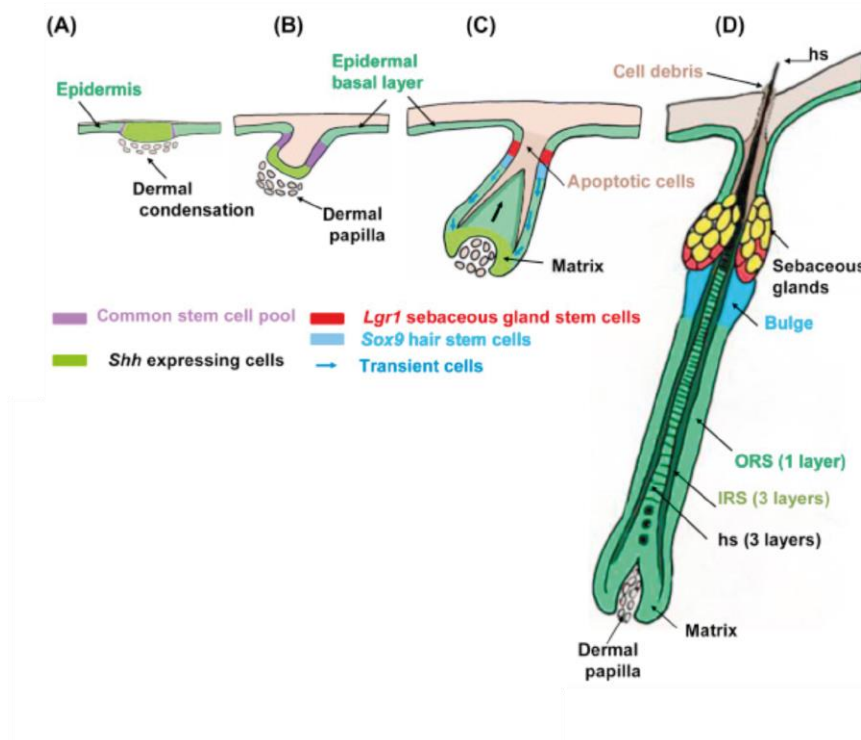 (A)
(B)
(C)
(D)
hs
Cell debris
Epidermal
basal layer
Epidermis
Apoptotic cells
Dermal
condensation
Dermal
papilla
Matrix
Sebaceous
glands
Bulge
Common stem cell pool
Lgr1 sebaceous gland stem cells
Sox9 hair stem cells
Shh expressing cells
Transient cells
ORS (1 layer)
IRS (3 layers)
hs (3 layers)
Matrix
Dermal
papilla